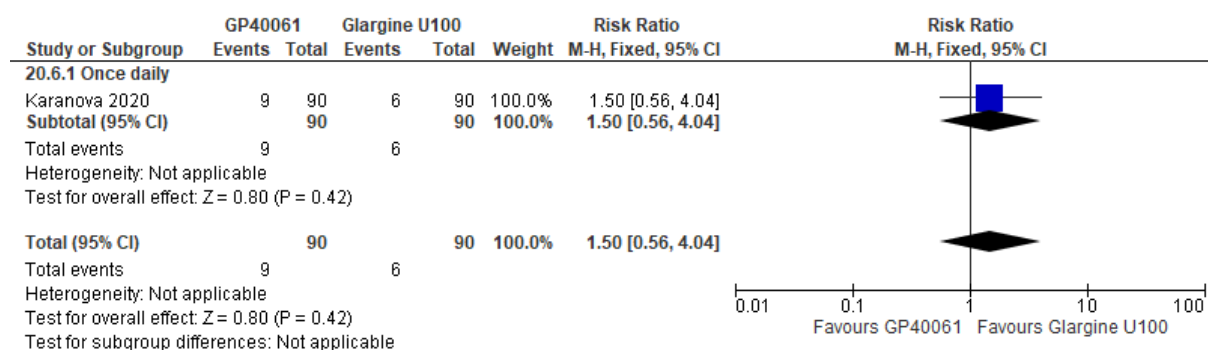 GP40061 Glargine U100 Risk Ratio Risk Ratio
Study or Subgroup Events Total Events Total Weight M-H, Fixed, 95% CI M-H, Fixed, 95% CI
20.6.1 Once daily
Karanova 2020 9 90 6 90 100.0% 1.50 [0.56, 4.04]
Subtotal (95% CI) 90 90 100.0% 1.50 [0.56, 4.04]
Total events 9 6
Heterogeneity: Not applicable
Test for overall effect: Z = 0.80 (P = 0.42)
Total (95% CI) 90 90 100.0% 1.50 [0.56, 4.04]
Total events 9 6
Heterogeneity: Not applicable
Test for overall effect: Z = 0.80 (P = 0.42)
Test for subgroup differences: Not applicable
0.01 0.1 1 10 100
Favours GP40061 Favours Glargine U100